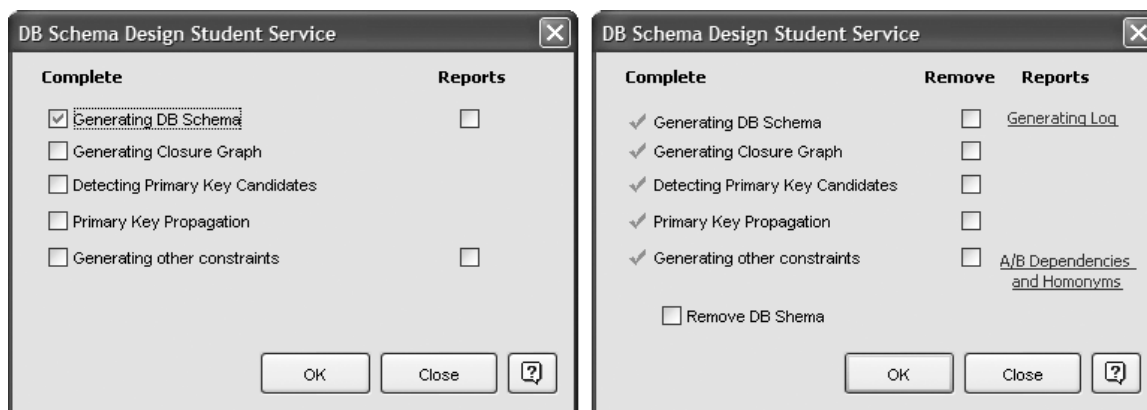 DB Schema Design Student Service
Complete Reports
Generating DB Schema
Generating Closure Graph
Detecting Primary Key Candidates
Primary Key Propagation
Generating other constraints
OK Close
DB Schema Design Student Service
Complete Remove Reports
Generating DB Schema Generating Log
Generating Closure Graph
Detecting Primary Key Candidates
Primary Key Propagation
Generating other constraints A/B Dependencies
and Homonyms
Remove DB Shema
OK Close